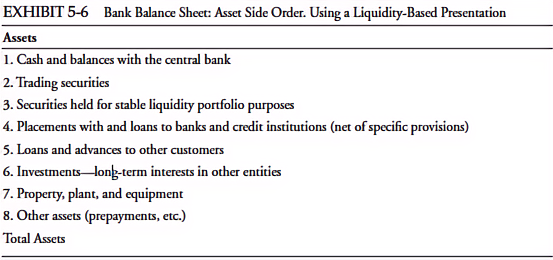 EXHIBIT 5-6 Bank Balance Sheet: Asset Side Order. Using a Liquidity-Based Presentation
Assets
1. Cash and balances with the central bank
2. Trading securities
3. Securities held for stable liquidity portfolio purposes
4. Placements with and loans to banks and credit institutions (net of specific provisions)
5. Loans and advances to other customers
6. Investments—long-term interests in other entities
7. Property, plant, and equipment
8. Other assets (prepayments, etc.)
Total Assets